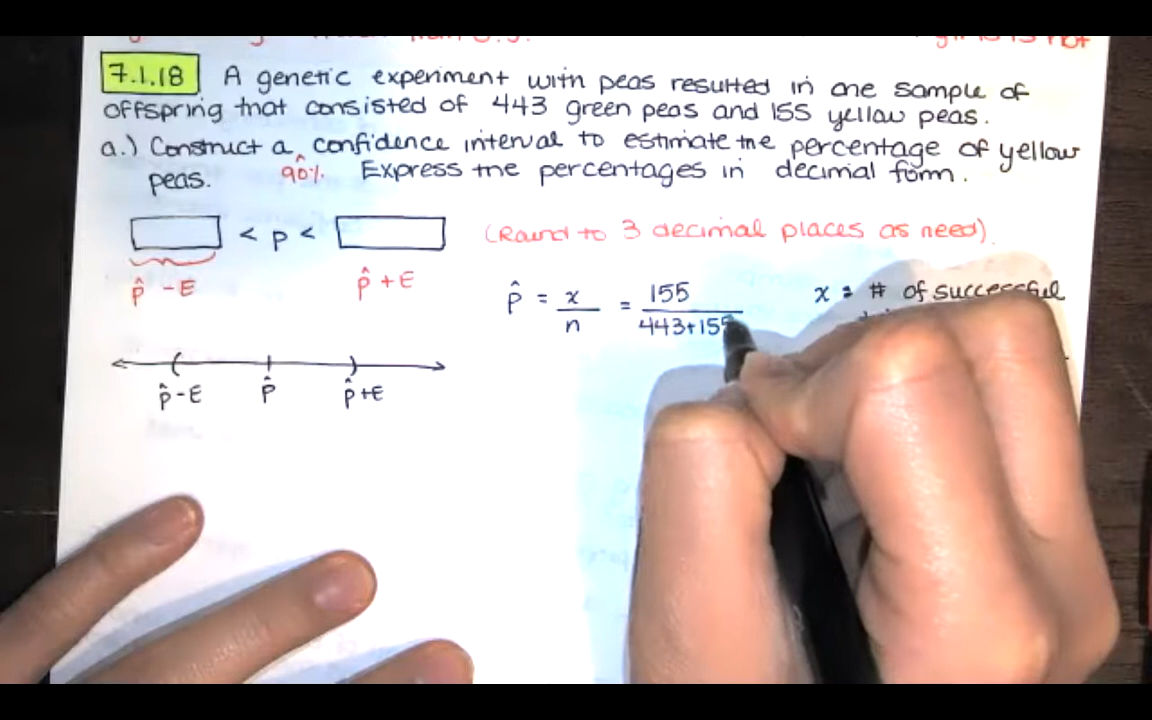 7.1.18 A genetic experiment with peas resulted in one sample of
offspring that consisted of 443 green peas and 155 yellow peas.
a.) Construct a ^ confidence interval to estimate the percentage of yellow
peas. 90% Express the percentages in decimal form.
< p < (Round to 3 decimal places as need)
p̂ - E p̂ + E
p̂ = x/n = 155/443+155
x = # of successful
p̂ - E p̂ p̂ + E